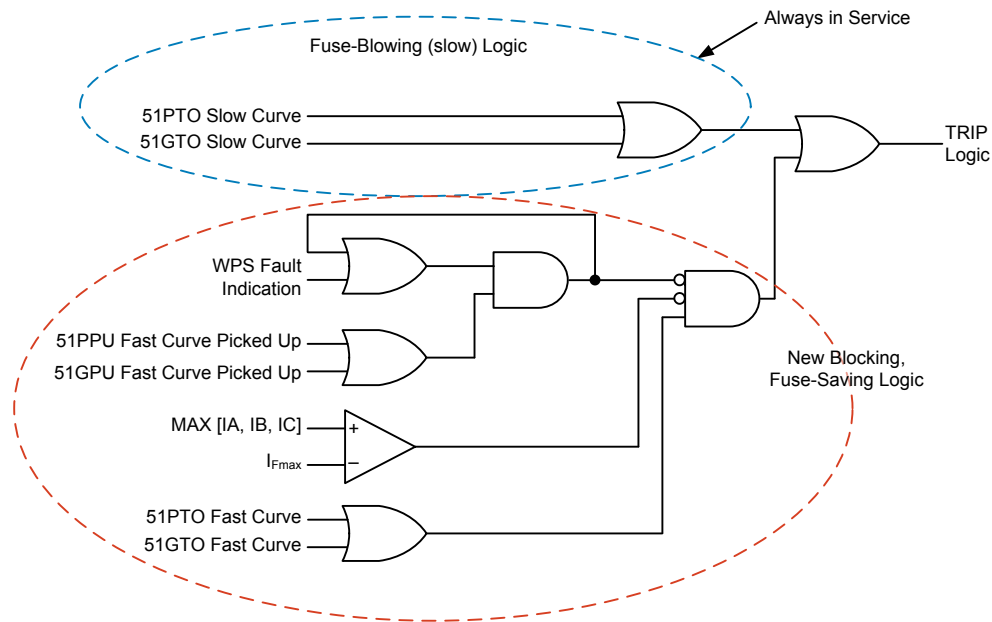 Always in Service
Fuse-Blowing (slow) Logic
51PTO Slow Curve
51GTO Slow Curve
TRIP
Logic
WPS Fault
Indication
51PPU Fast Curve Picked Up
51GPU Fast Curve Picked Up
New Blocking,
Fuse-Saving Logic
MAX [IA, IB, IC]
+
IFmax
–
51PTO Fast Curve
51GTO Fast Curve